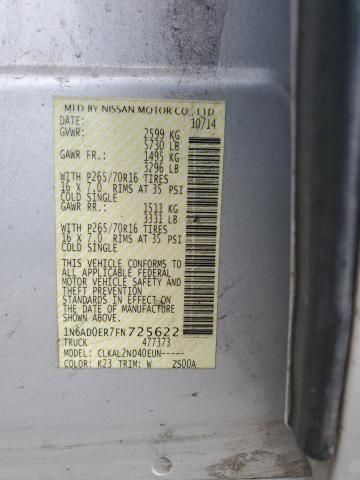 MFD BY NISSAN MOTOR CO., LTD
DATE: 10/14
GVWR: 2599 KG
5730 LB
GAWR FR.: 1495 KG
3296 LB
WITH P265/70R16 TIRES
16 X 7.0 RIMS AT 35 PSI
COLD SINGLE
GAWR RR.: 1511 KG
3331 LB
WITH P265/70R16 TIRES
16 X 7.0 RIMS AT 35 PSI
COLD SINGLE
THIS VEHICLE CONFORMS TO
ALL APPLICABLE FEDERAL
MOTOR VEHICLE SAFETY
STANDARDS IN EFFECT ON
THE DATE OF MANUFACTURE
SHOWN ABOVE.
1N6AD0ER7FN725622
TRUCK 477373
MODEL: CLKAL2ND40EUN-----
COLOR: K23 TRIM: W ZS00A